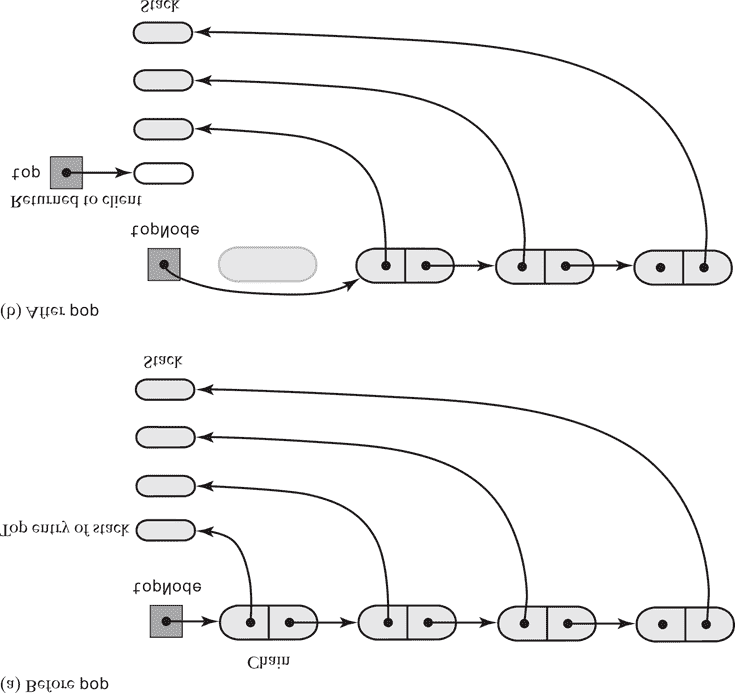 (a) Before pop
Chain
topNode
Top entry of stack
Stack
(b) After pop
topNode
Returned to client
top
Stack